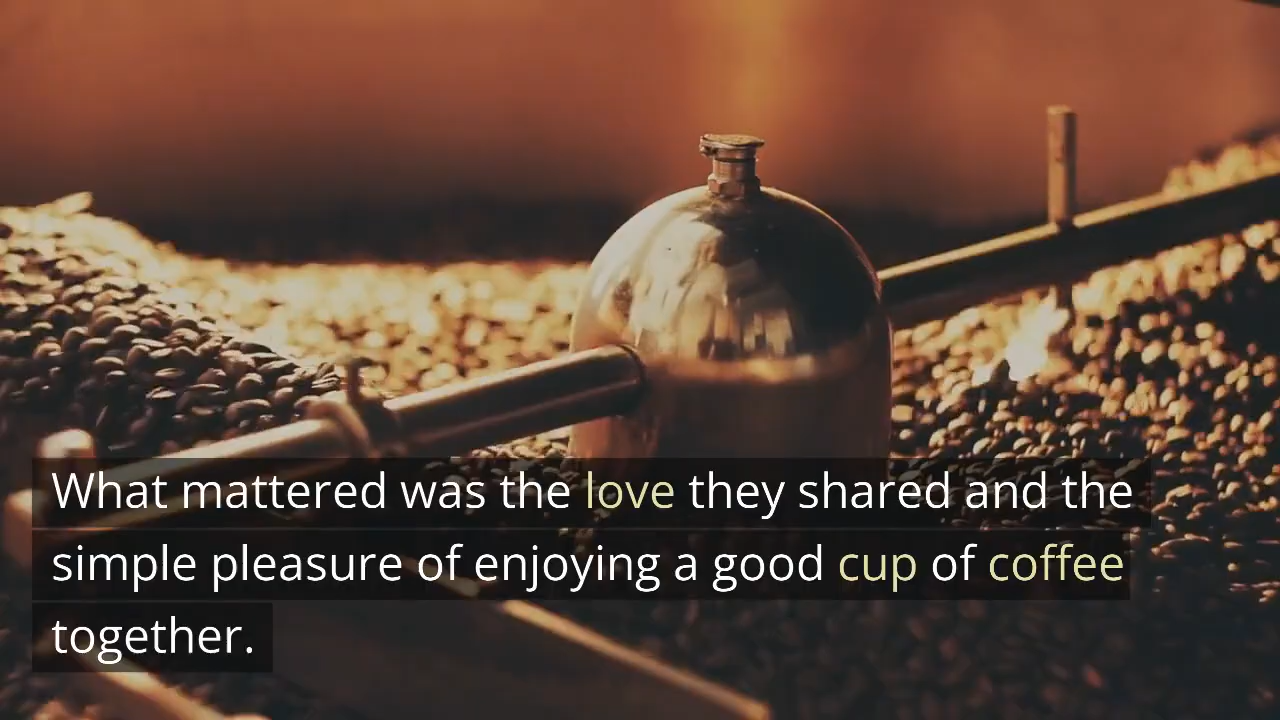 What mattered was the love they shared and the
simple pleasure of enjoying a good cup of coffee
together.